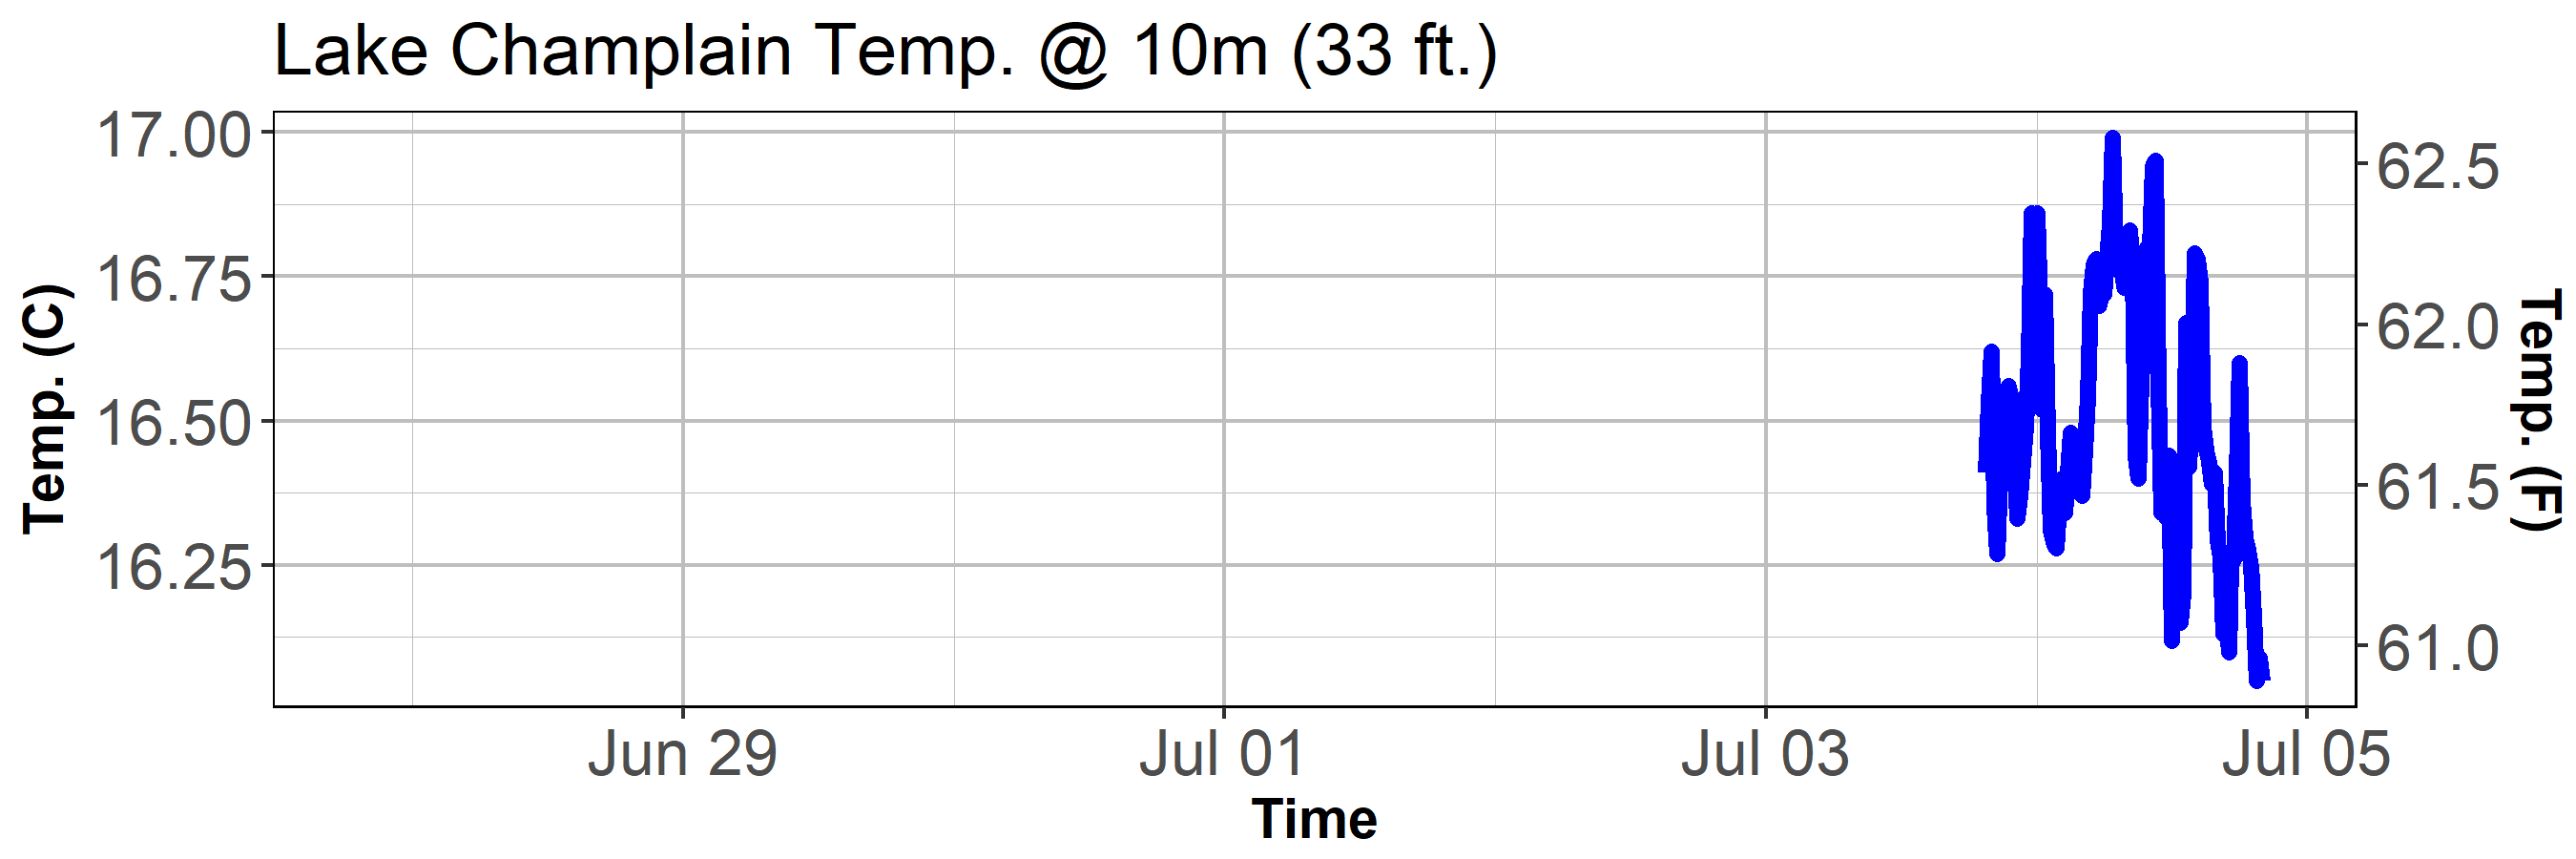 Lake Champlain Temp. @ 10m (33 ft.)
17.00
16.75
16.50
16.25
Temp. (C)
62.5
62.0
61.5
61.0
Temp. (F)
Jun 29
Jul 01
Jul 03
Jul 05
Time